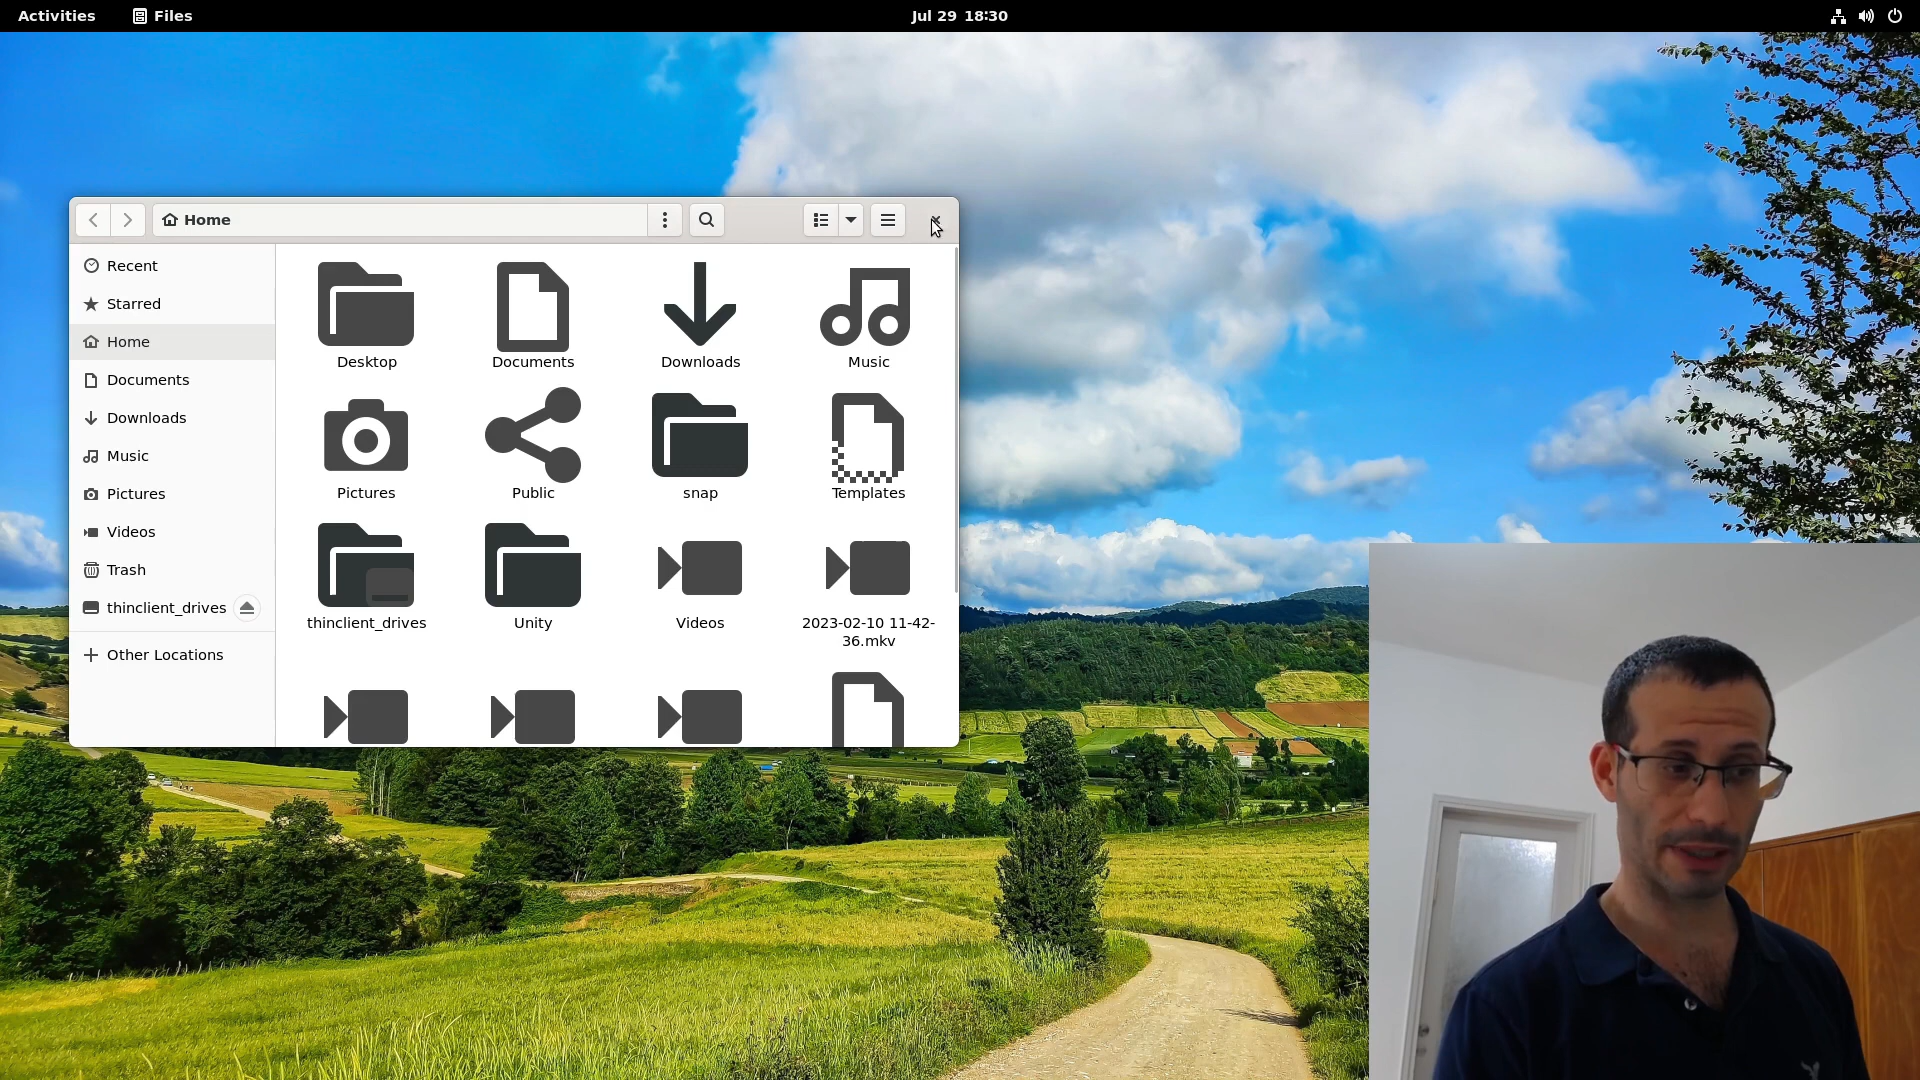 Activities
Files
Jul 29 18:30
Home
Recent
Starred
Home
Documents
Downloads
Music
Pictures
Videos
Trash
thinclient_drives
Other Locations
Desktop
Documents
Downloads
Music
Pictures
Public
snap
Templates
thinclient_drives
Unity
Videos
2023-02-10 11-42-
36.mkv